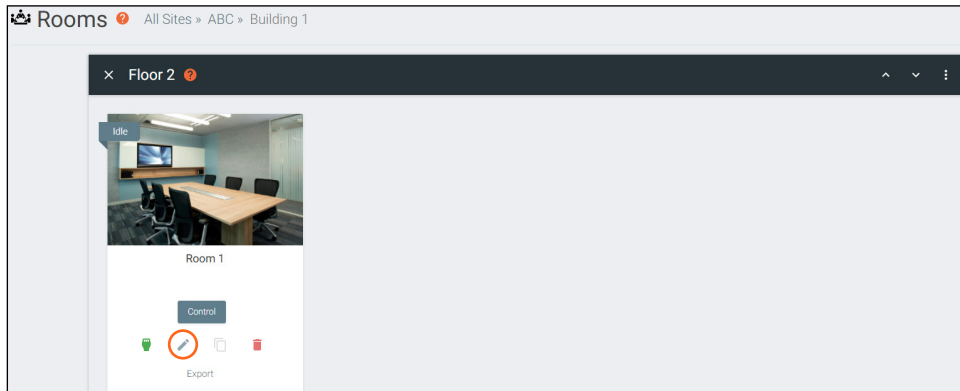 Rooms ? All Sites » ABC » Building 1
× Floor 2 ?
Idle
Room 1
Control
Export